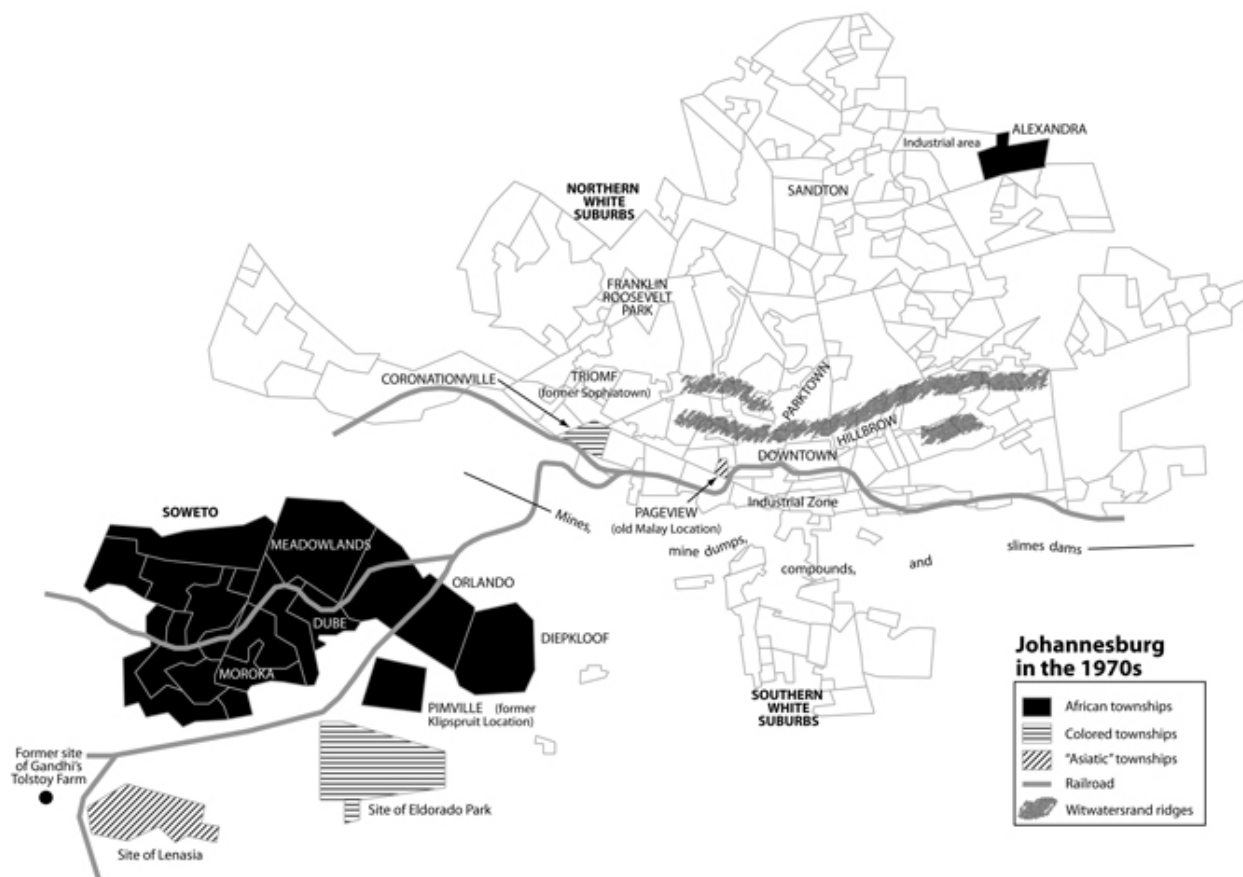 ALEXANDRA
Industrial area
SANDTON
NORTHERN
WHITE
SUBURBS
FRANKLIN
ROOSEVELT
PARK
CORONATIONVILLE
TRIOMF
(former Sophiatown)
PARKTOWN
HILLBROW
DOWNTOWN
Industrial Zone
PAGEVIEW
(old Malay Location)
Mines,
mine dumps,
compounds,
and
slimes dams
SOWETO
MEADOWLANDS
ORLANDO
DUBE
DIEPKLOOF
MOROKA
PIMVILLE (former
Klipspruit Location)
SOUTHERN
WHITE
SUBURBS
Former site
of Gandhi's
Tolstoy Farm
Site of Eldorado Park
Site of Lenasia
Johannesburg
in the 1970s
African townships
Colored townships
"Asiatic" townships
Railroad
Witwatersrand ridges